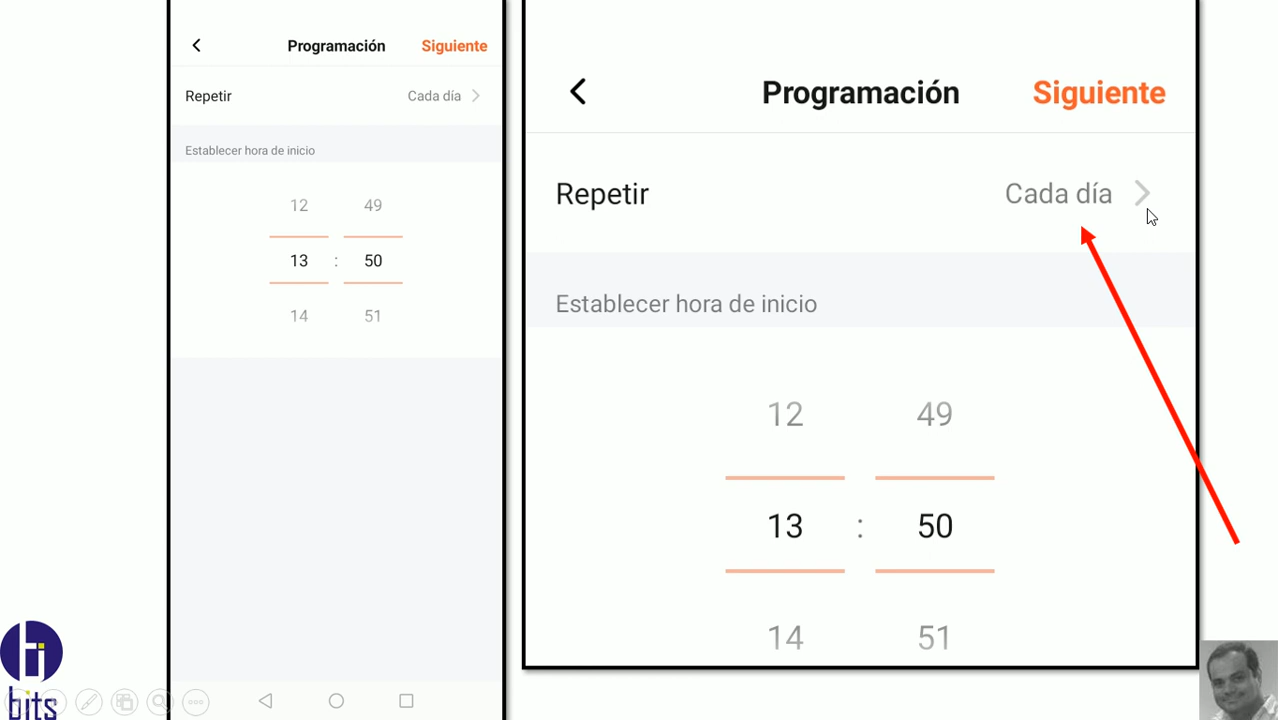 Programación Siguiente
Repetir Cada día
Establecer hora de inicio
12 49
13 : 50
14 51
Programación Siguiente
Repetir Cada día
Establecer hora de inicio
12 49
13 : 50
14 51
hi
bits